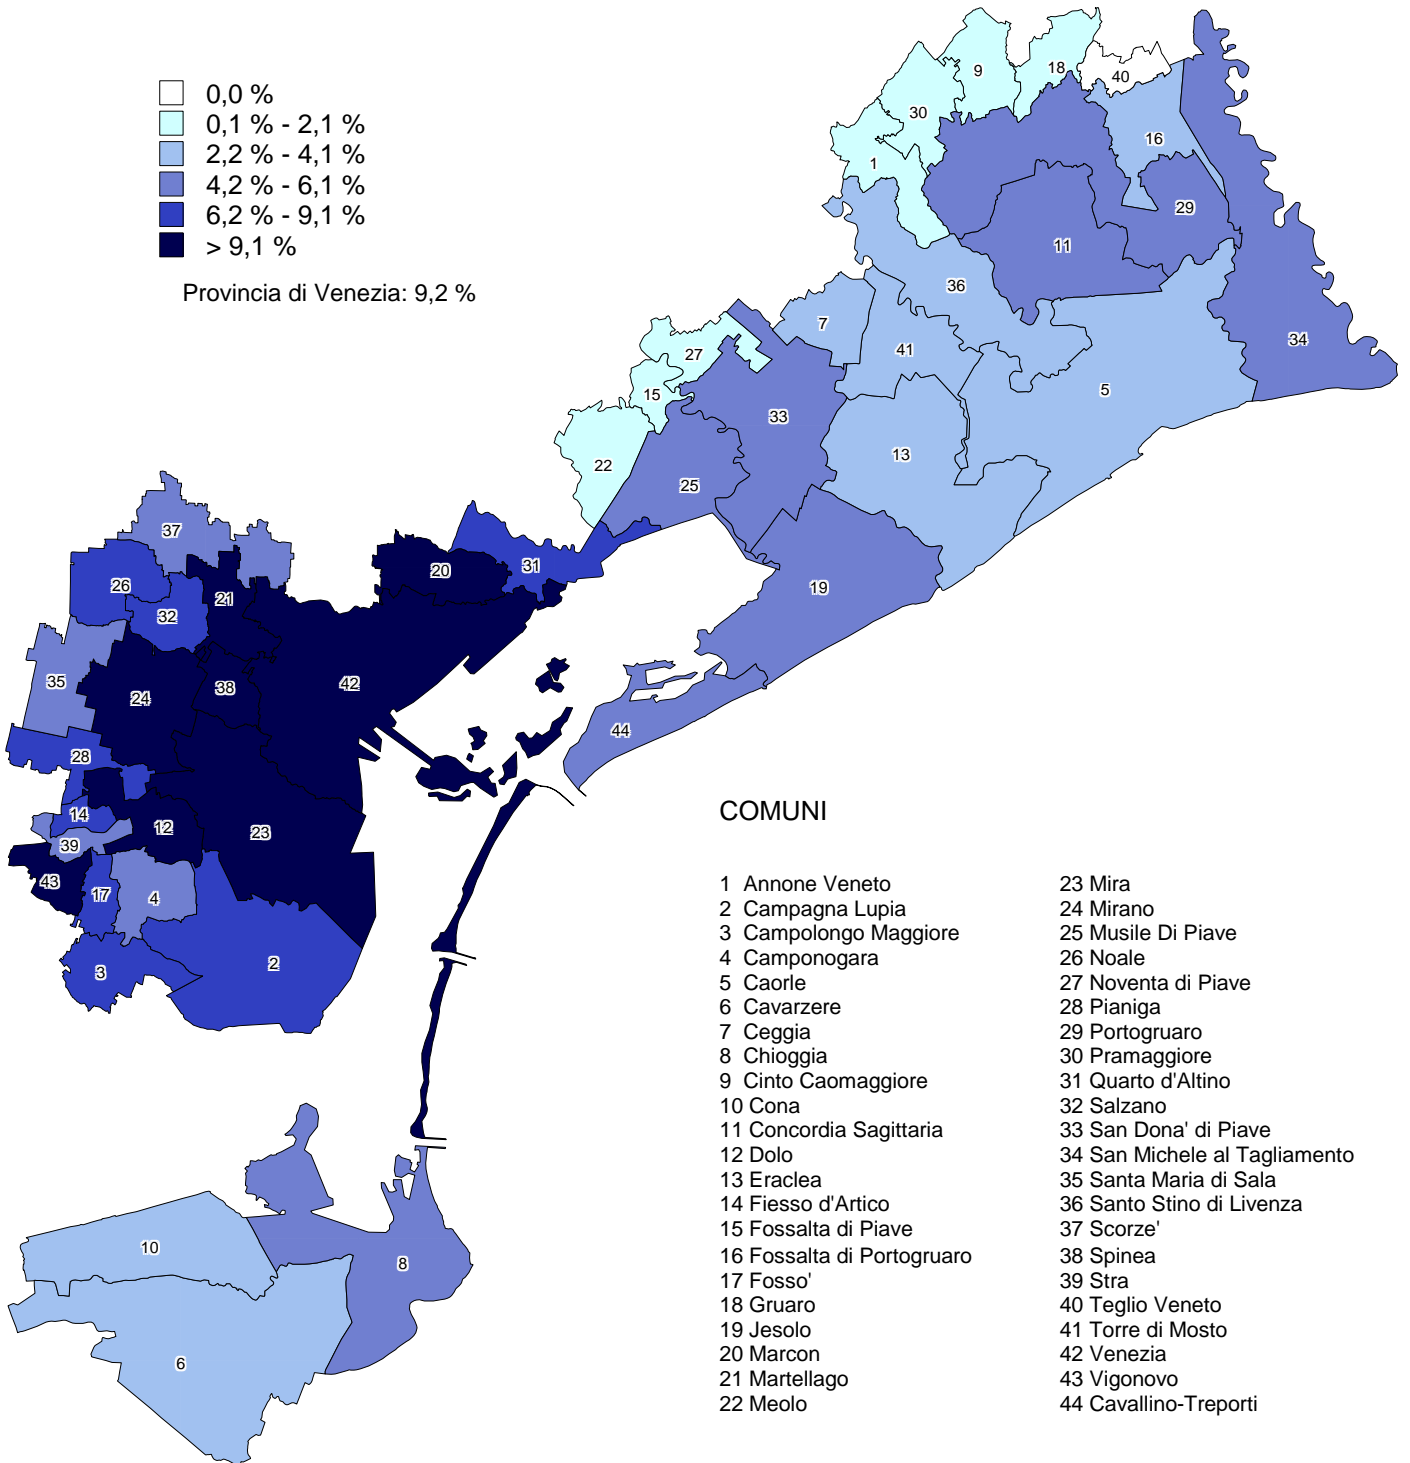 0,0 %
0,1 % - 2,1 %
2,2 % - 4,1 %
4,2 % - 6,1 %
6,2 % - 9,1 %
> 9,1 %
Provincia di Venezia: 9,2 %
9
18
40
30
16
1
29
11
36
7
27
41
34
15
5
33
13
22
25
37
20
31
26
21
19
32
35
38
42
24
44
28
14
12
23
39
43
17
4
2
3
10
8
6
COMUNI
1 Annone Veneto
2 Campagna Lupia
3 Campolongo Maggiore
4 Camponogara
5 Caorle
6 Cavarzere
7 Ceggia
8 Chioggia
9 Cinto Caomaggiore
10 Cona
11 Concordia Sagittaria
12 Dolo
13 Eraclea
14 Fiesso d'Artico
15 Fossalta di Piave
16 Fossalta di Portogruaro
17 Fosso'
18 Gruaro
19 Jesolo
20 Marcon
21 Martellago
22 Meolo
23 Mira
24 Mirano
25 Musile Di Piave
26 Noale
27 Noventa di Piave
28 Pianiga
29 Portogruaro
30 Pramaggiore
31 Quarto d'Altino
32 Salzano
33 San Dona' di Piave
34 San Michele al Tagliamento
35 Santa Maria di Sala
36 Santo Stino di Livenza
37 Scorze'
38 Spinea
39 Stra
40 Teglio Veneto
41 Torre di Mosto
42 Venezia
43 Vigonovo
44 Cavallino-Treporti